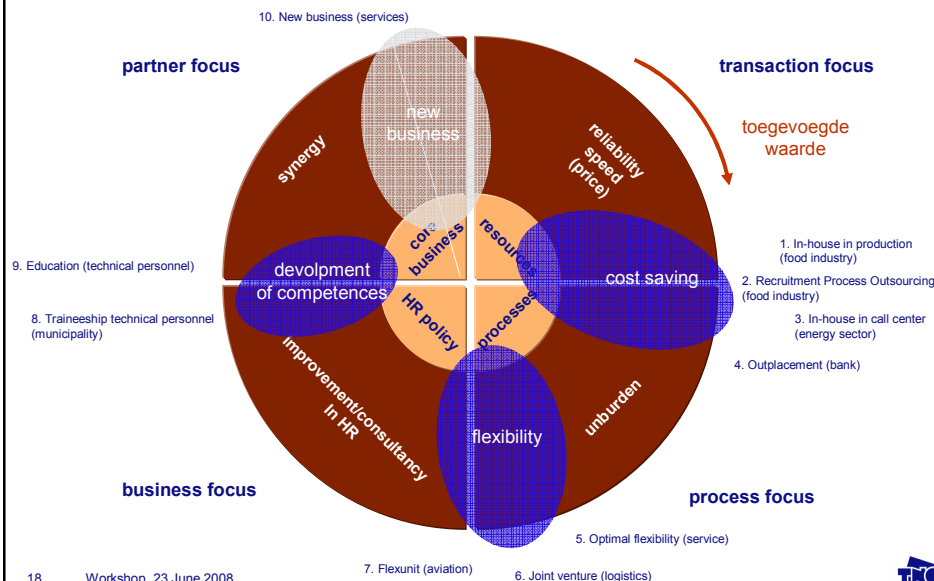 10. New business (services)
partner focus
transaction focus
new
business
synergy
reliability
speed
(price)
toegevoegde
waarde
core
business
resources
1. In-house in production
(food industry)
9. Education (technical personnel)
devolpment
of competences
cost saving
2. Recruitment Process Outsourcing
(food industry)
8. Traineeship technical personnel
(municipality)
HR policy
processes
3. In-house in call center
(energy sector)
4. Outplacement (bank)
improvement/consultancy
In HR
flexibility
unburden
business focus
process focus
5. Optimal flexibility (service)
7. Flexunit (aviation)
6. Joint venture (logistics)
18 Workshop, 23 June 2008
TNO